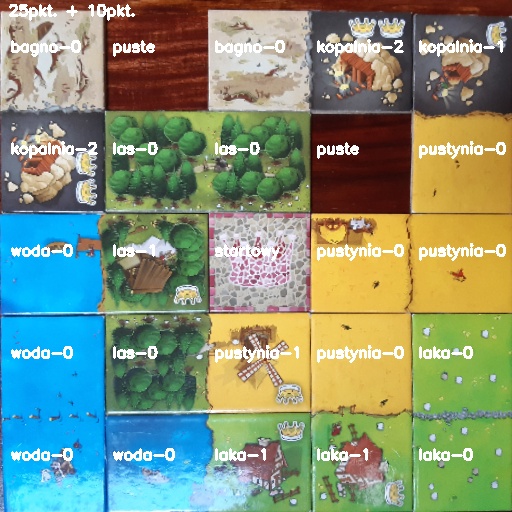 25pkt. + 10pkt.
bagno-0 puste bagno-0 kopalnia-2 kopalnia-1
kopalnia-2 las-0 las-0 puste pustynia-0
woda-0 las-1 startowy pustynia-0 pustynia-0
woda-0 las-0 pustynia-1 pustynia-0 laka-0
woda-0 woda-0 laka-1 laka-1 laka-0